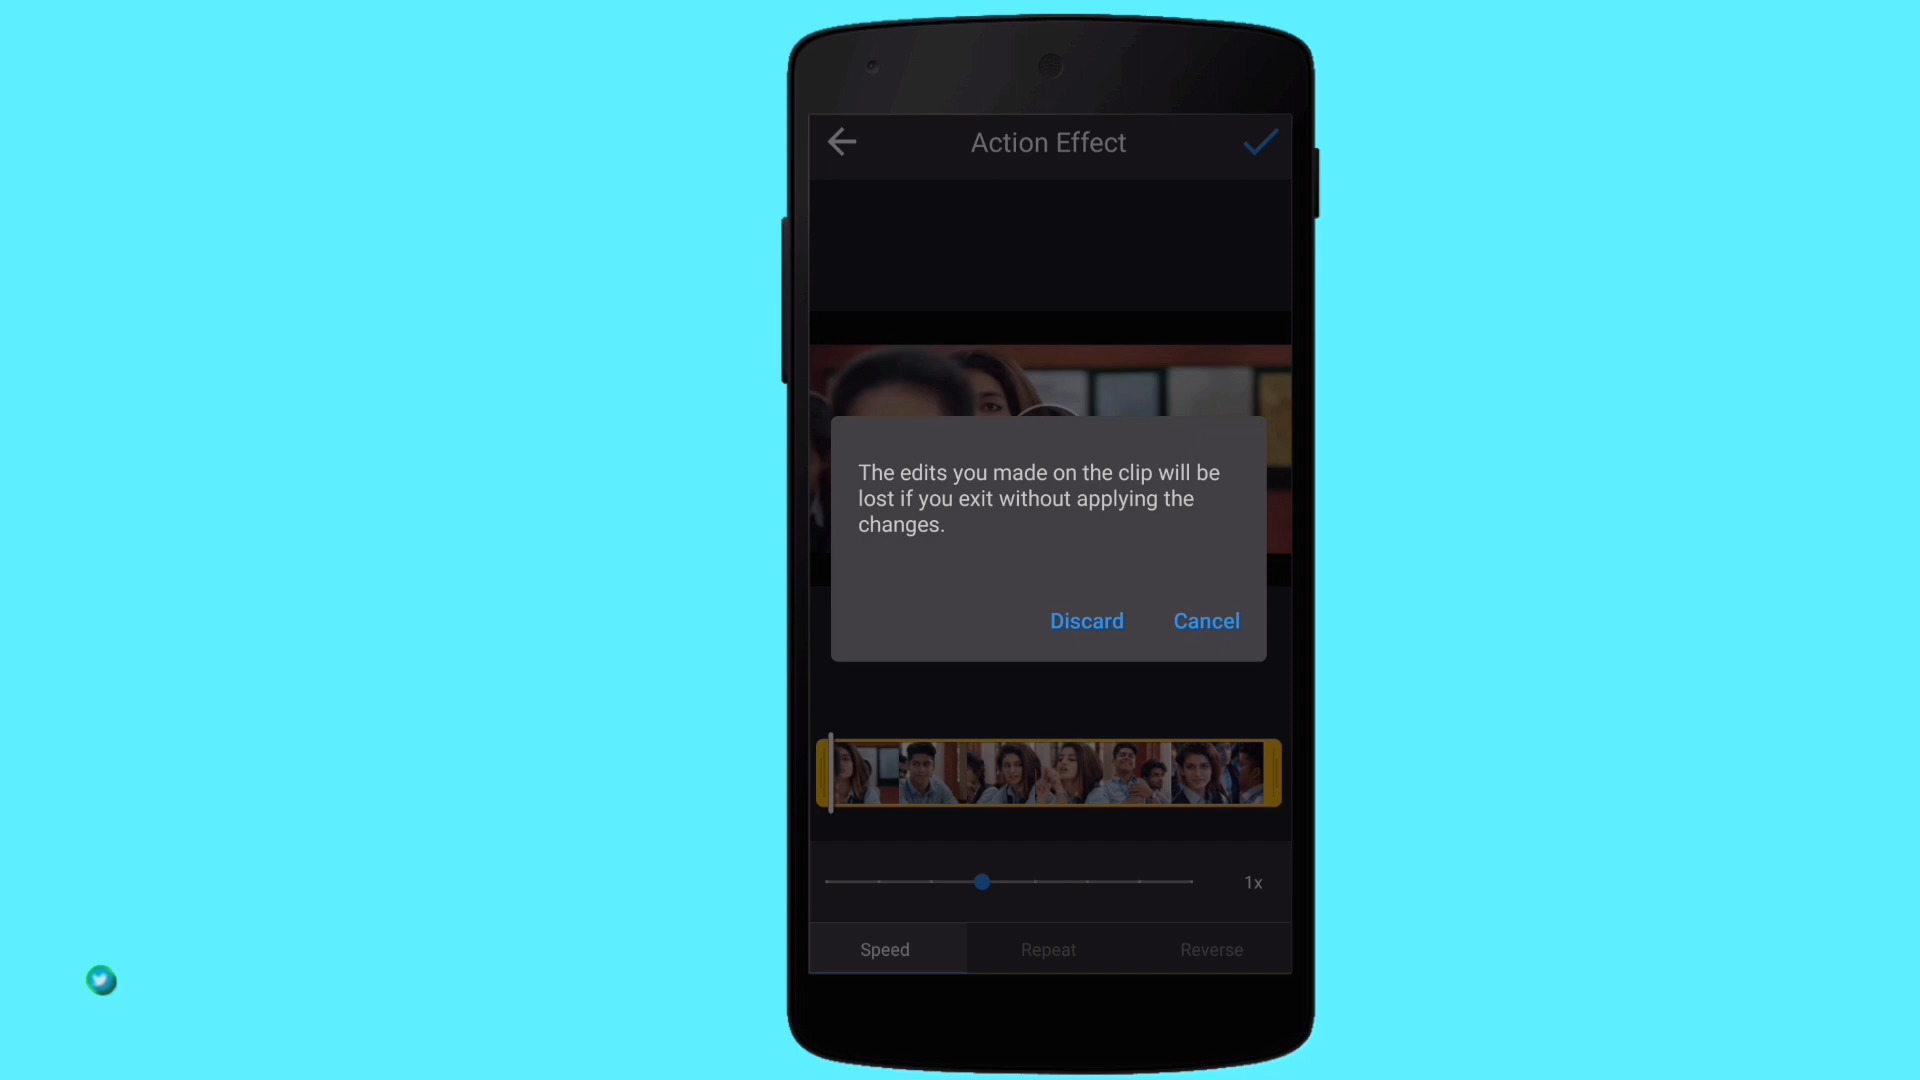 Action Effect
The edits you made on the clip will be
lost if you exit without applying the
changes.
Discard Cancel
1x
Speed Repeat Reverse